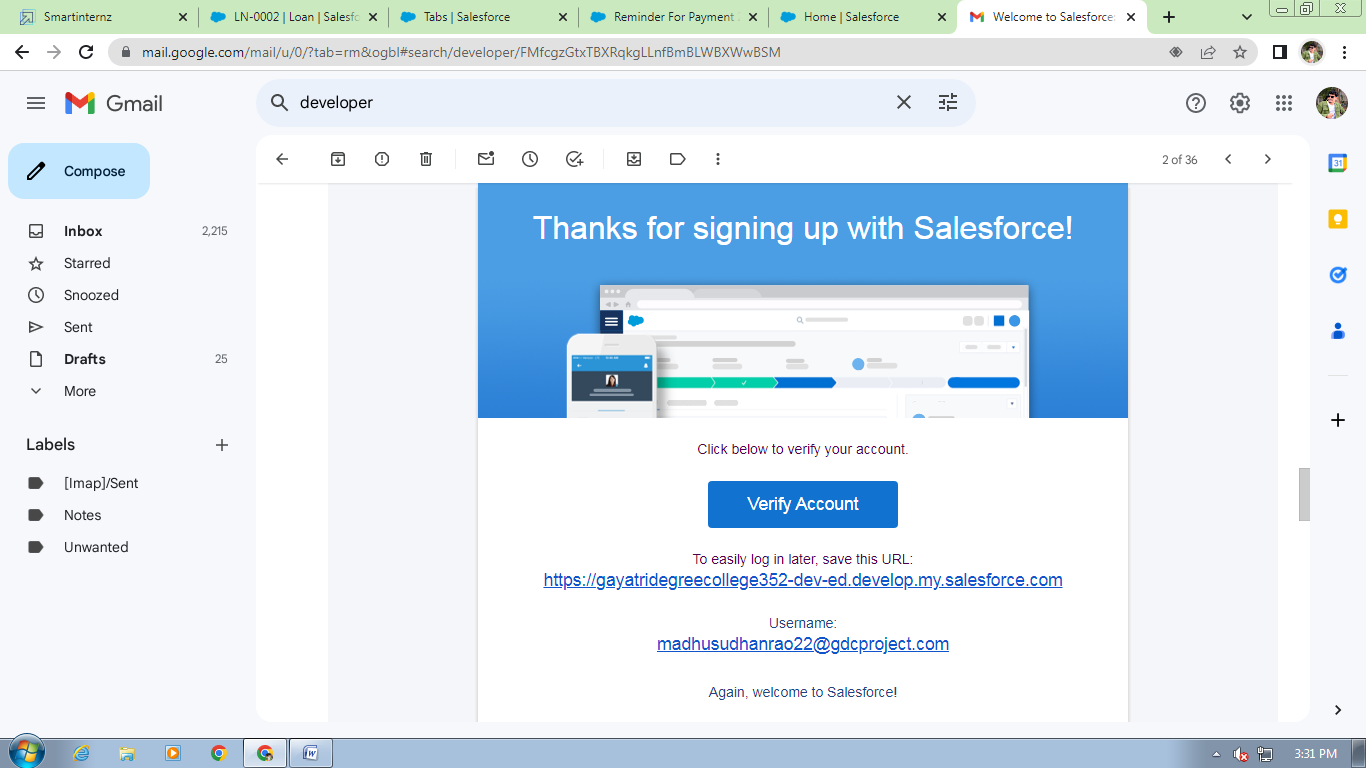 Smartinternz
LN-0002 | Loan | Salesfc
Tabs | Salesforce
Reminder For Payment
Home | Salesforce
Welcome to Salesforce:
mail.google.com/mail/u/0/?tab=rm&ogbl#search/developer/FMfcgzGtxTBXRqkgLLnfBmBLWBXWwBSM
Gmail
developer
Compose
2 of 36
Inbox 2,215
Starred
Snoozed
Sent
Drafts 25
More
Labels
[Imap]/Sent
Notes
Unwanted
31
Thanks for signing up with Salesforce!
Click below to verify your account.
Verify Account
To easily log in later, save this URL:
https://gayatridegreecollege352-dev-ed.develop.my.salesforce.com
Username:
madhusudhanrao22@gdcproject.com
Again, welcome to Salesforce!
3:31 PM